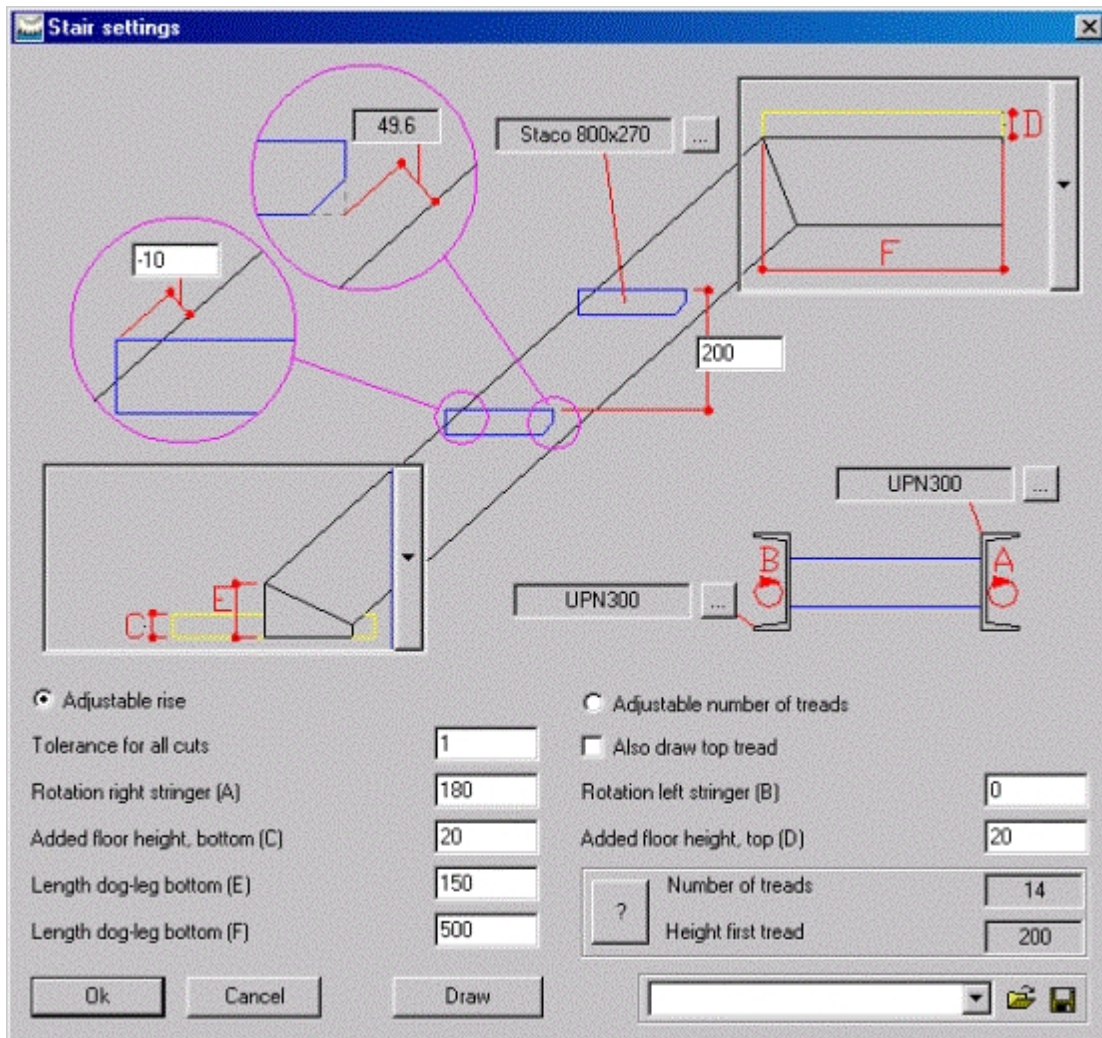 Stair settings
49.6
Staco 800x270 ...
D
-10
F
200
UPN300 ...
B
A
E
UPN300 ...
C
Adjustable rise
Adjustable number of treads
Tolerance for all cuts 1
Also draw top tread
Rotation right stringer (A) 180
Rotation left stringer (B) 0
Added floor height, bottom (C) 20
Added floor height, top (D) 20
Length dog-leg bottom (E) 150
Number of treads 14
?
Length dog-leg bottom (F) 500
Height first tread 200
Ok
Cancel
Draw